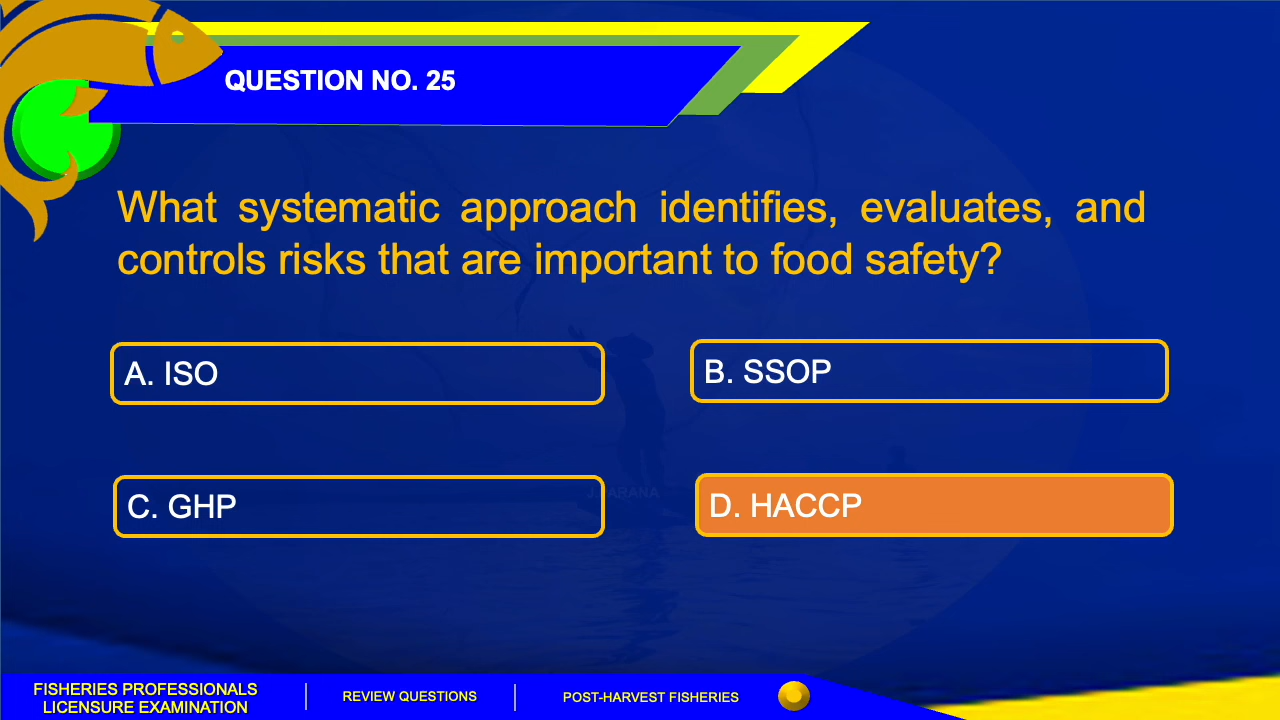 QUESTION NO. 25
What systematic approach identifies, evaluates, and
controls risks that are important to food safety?
A. ISO
B. SSOP
C. GHP
D. HACCP
FISHERIES PROFESSIONALS
LICENSURE EXAMINATION
REVIEW QUESTIONS
POST-HARVEST FISHERIES